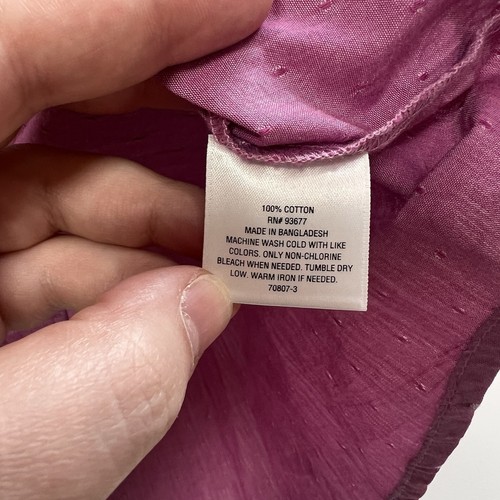 100% COTTON
RN# 93677
MADE IN BANGLADESH
MACHINE WASH COLD WITH LIKE
COLORS. ONLY NON-CHLORINE
BLEACH WHEN NEEDED. TUMBLE DRY
LOW. WARM IRON IF NEEDED.
70807-3